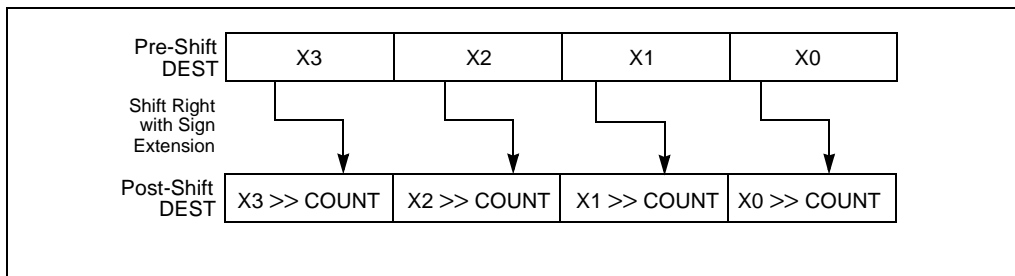 Pre-Shift
DEST
X3
X2
X1
X0
Shift Right
with Sign
Extension
Post-Shift
DEST
X3 >> COUNT
X2 >> COUNT
X1 >> COUNT
X0 >> COUNT